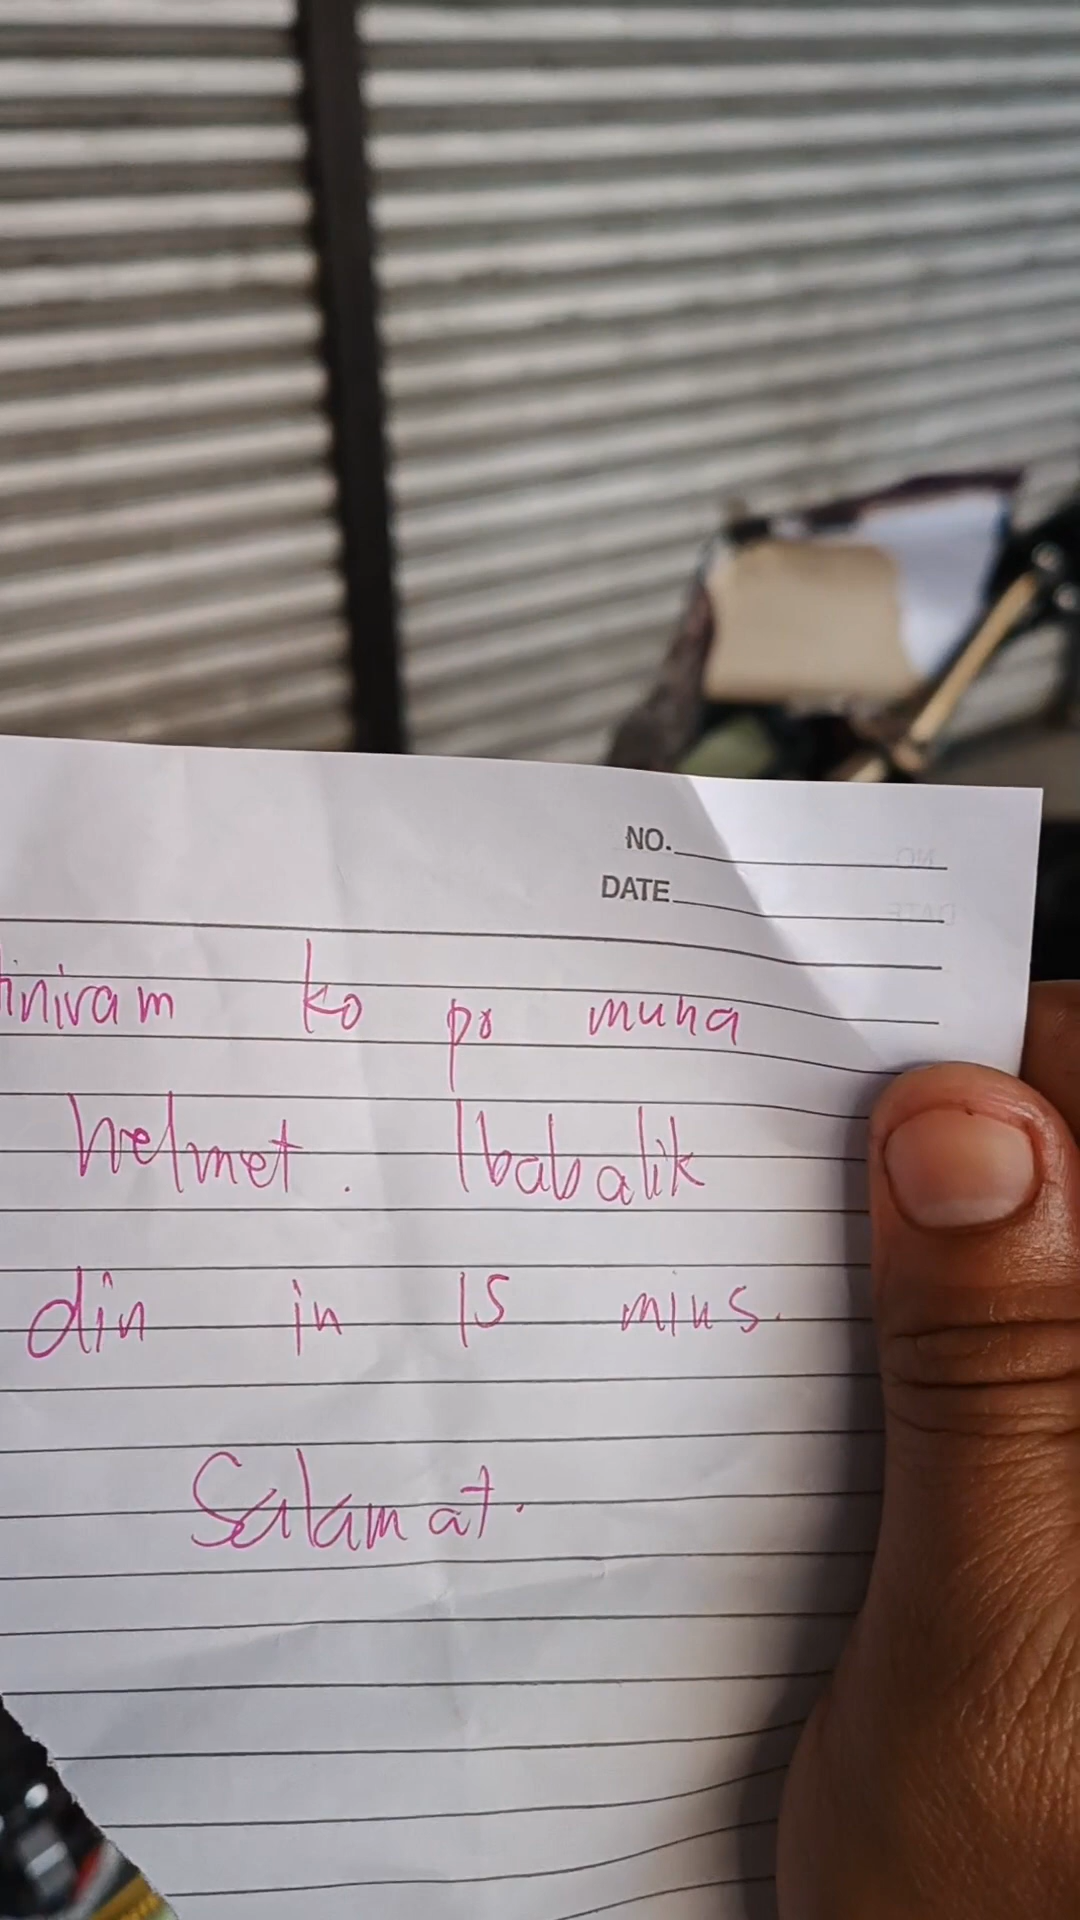 NO.
DATE
hiniram ko po muna
helmet. Ibabalik
din in 15 mins.
Salamat.